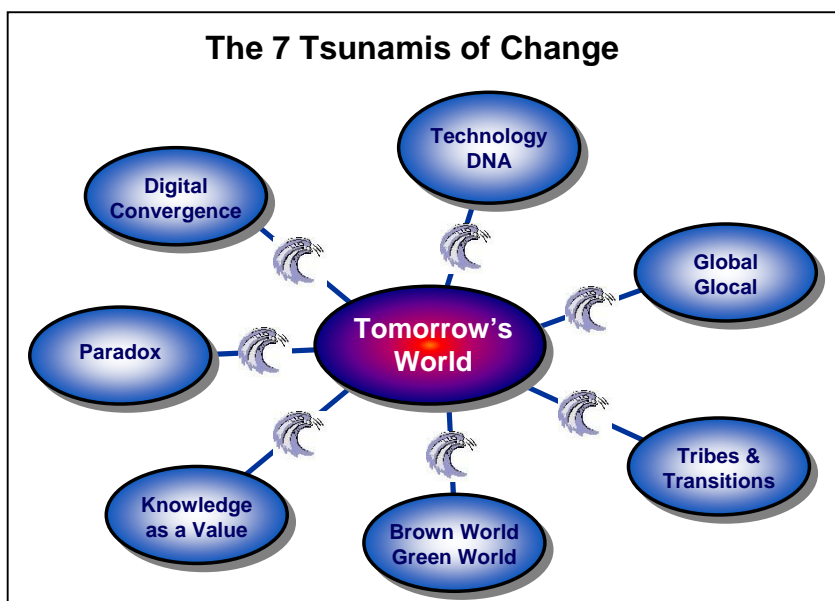 The 7 Tsunamis of Change
Technology
DNA
Digital
Convergence
Global
Glocal
Tomorrow's
World
Paradox
Tribes &
Transitions
Knowledge
as a Value
Brown World
Green World